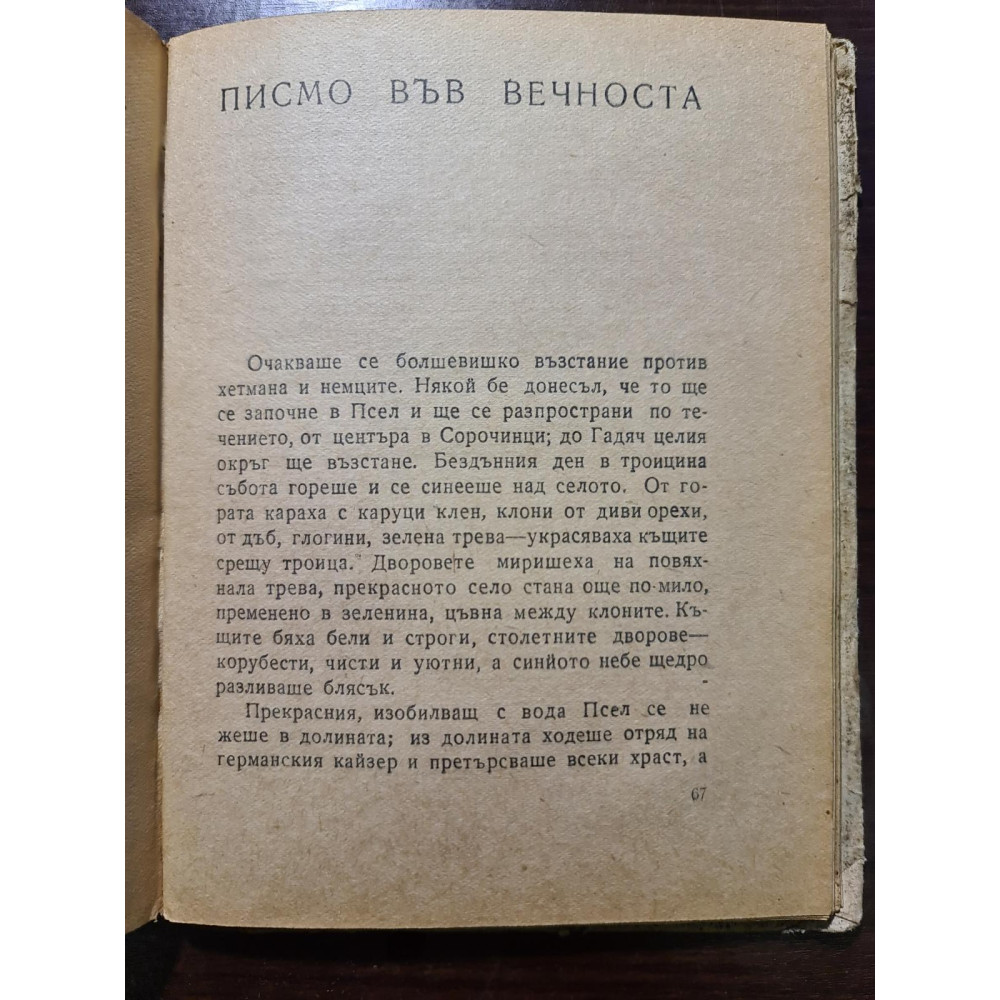 ПИСМО ВЪВ ВЕЧНОСТА
Очакваше се болшевишко възстание против
хетмана и немците. Някой бе донесъл, че то ще
се започне в Псел и ще се разпространи по те-
чението, от центъра в Сорочинци; до Гадяч целия
окръг ще възстане. Бездънния ден в троицина
събота гореше и се синееше над селото. От го-
рата караха с каруци клен, клони от диви орехи,
от дъб, глогини, зелена трева—украсяваха къщите
срещу троица. Дворовете миришеха на повях-
нала трева, прекрасното село стана още по-мило,
пременено в зеленина, цъвна между клоните. Къ-
щите бяха бели и строги, столетните дворове—
корубести, чисти и уютни, а синйото небе щедро
разливаше блясък.
Прекрасния, изобилващ с вода Псел се не
жеше в долината; из долината ходеше отряд на
германския кайзер и претърсваше всеки храст, а
67